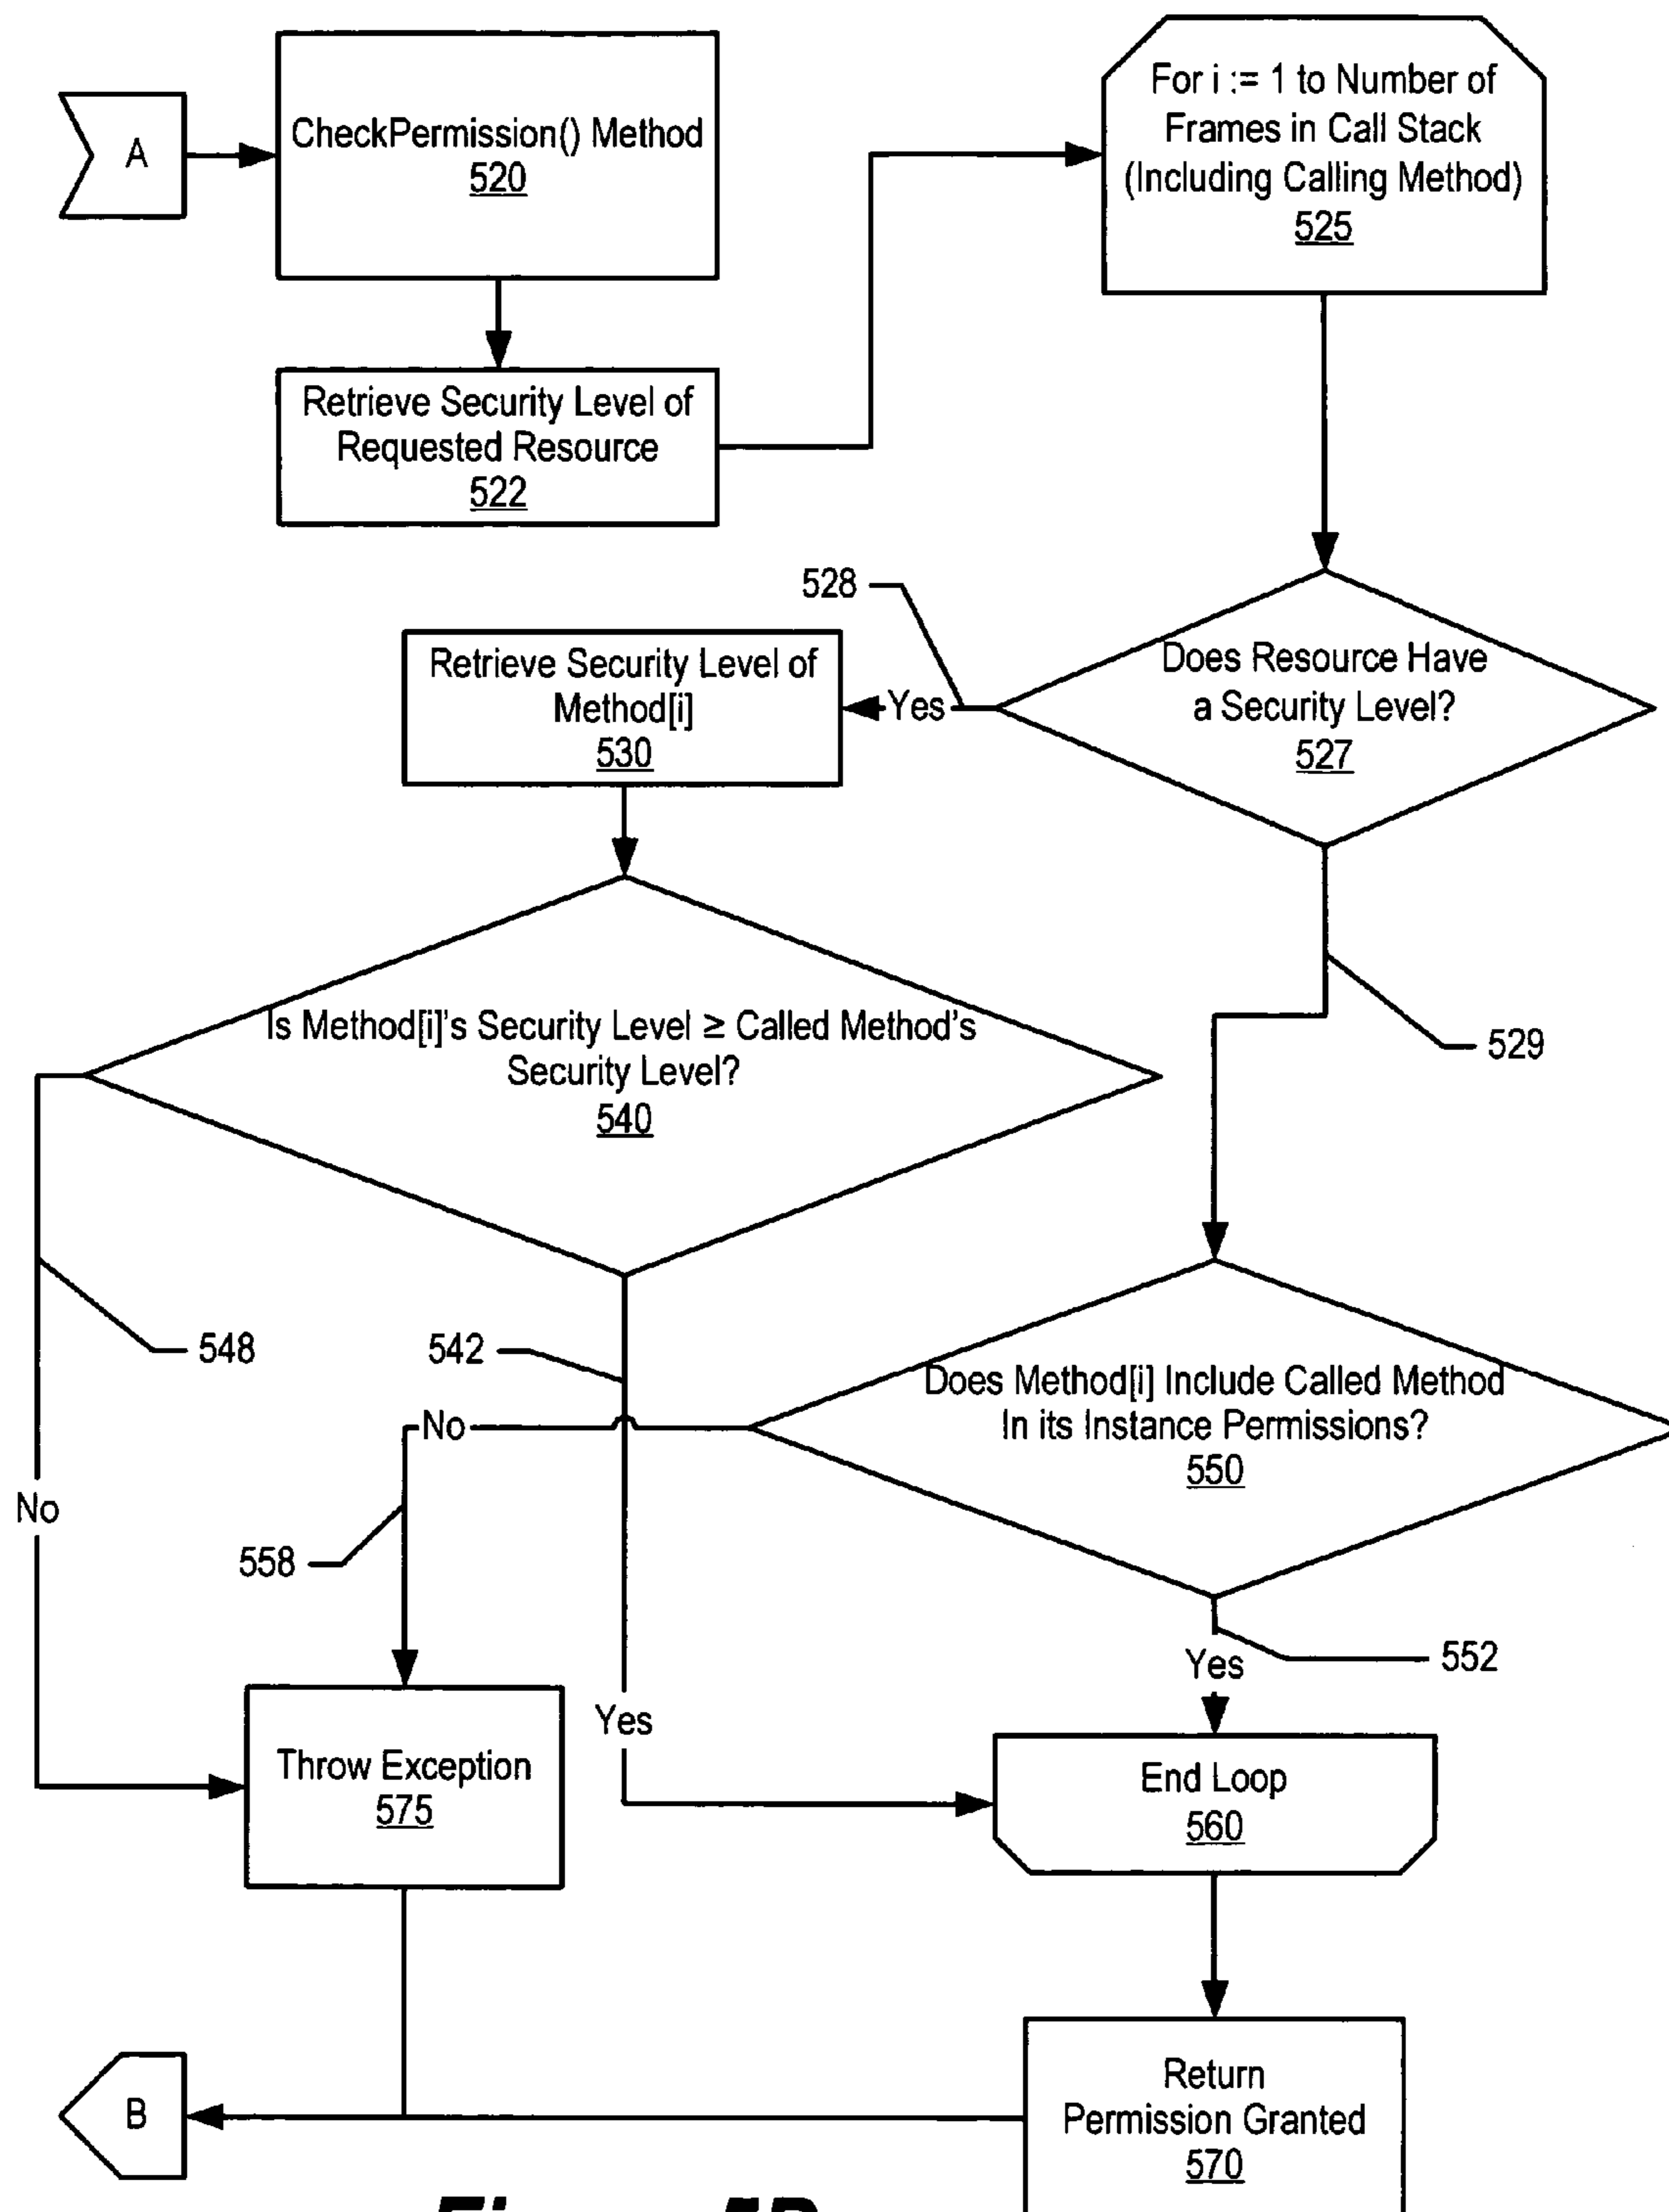 A
CheckPermission() Method
520
For i := 1 to Number of
Frames in Call Stack
(Including Calling Method)
525
Retrieve Security Level of
Requested Resource
522
528
Does Resource Have
a Security Level?
527
Yes
Retrieve Security Level of
Method[i]
530
529
Is Method[i]'s Security Level ≥ Called Method's
Security Level?
540
548
542
Does Method[i] Include Called Method
In its Instance Permissions?
550
No
No
558
552
Yes
Yes
Throw Exception
575
End Loop
560
Return
Permission Granted
570
B